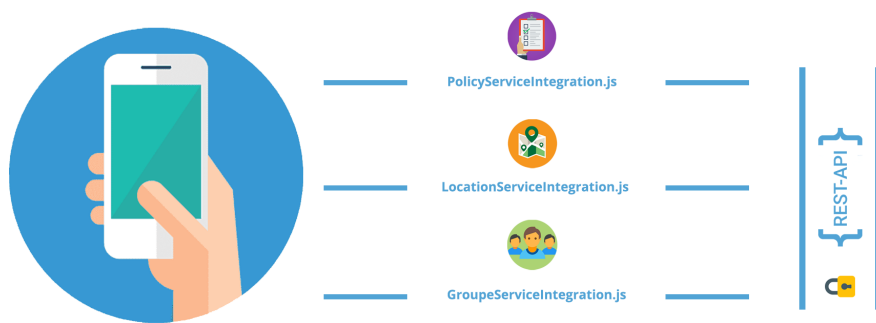 PolicyServiceIntegration.js
LocationServiceIntegration.js
GroupeServiceIntegration.js
{REST-API}